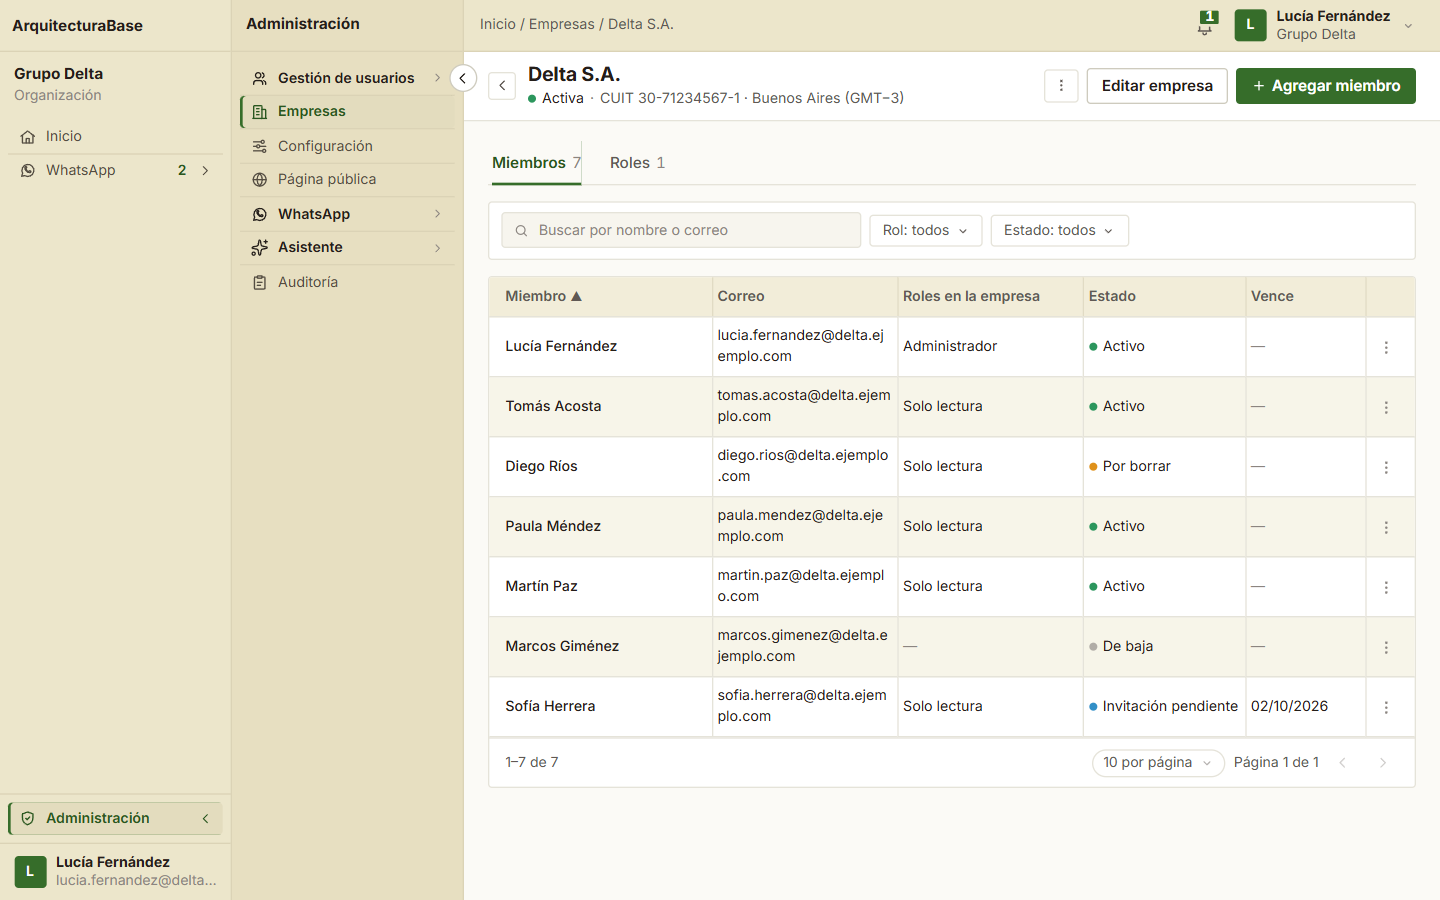 ArquitecturaBase
Grupo Delta
Organización
Inicio
WhatsApp 2
Administración
Lucía Fernández
lucia.fernandez@delta...
L
Administración
Gestión de usuarios
Empresas
Configuración
Página pública
WhatsApp
Asistente
Auditoría
Inicio / Empresas / Delta S.A.
1
L
Lucía Fernández
Grupo Delta
Delta S.A.
Activa · CUIT 30-71234567-1 · Buenos Aires (GMT−3)
Editar empresa
+ Agregar miembro
Miembros 7
Roles 1
Buscar por nombre o correo
Rol: todos
Estado: todos
Miembro ▲ Correo Roles en la empresa Estado Vence
Lucía Fernández lucia.fernandez@delta.ej Administrador Activo —
emplo.com
Tomás Acosta tomas.acosta@delta.ejem Solo lectura Activo —
plo.com
Diego Ríos diego.rios@delta.ejemplo Solo lectura Por borrar —
.com
Paula Méndez paula.mendez@delta.eje Solo lectura Activo —
mplo.com
Martín Paz martin.paz@delta.ejempl Solo lectura Activo —
o.com
Marcos Giménez marcos.gimenez@delta.e — De baja —
jemplo.com
Sofía Herrera sofia.herrera@delta.ejem Solo lectura Invitación pendiente 02/10/2026
plo.com
1–7 de 7
10 por página
Página 1 de 1